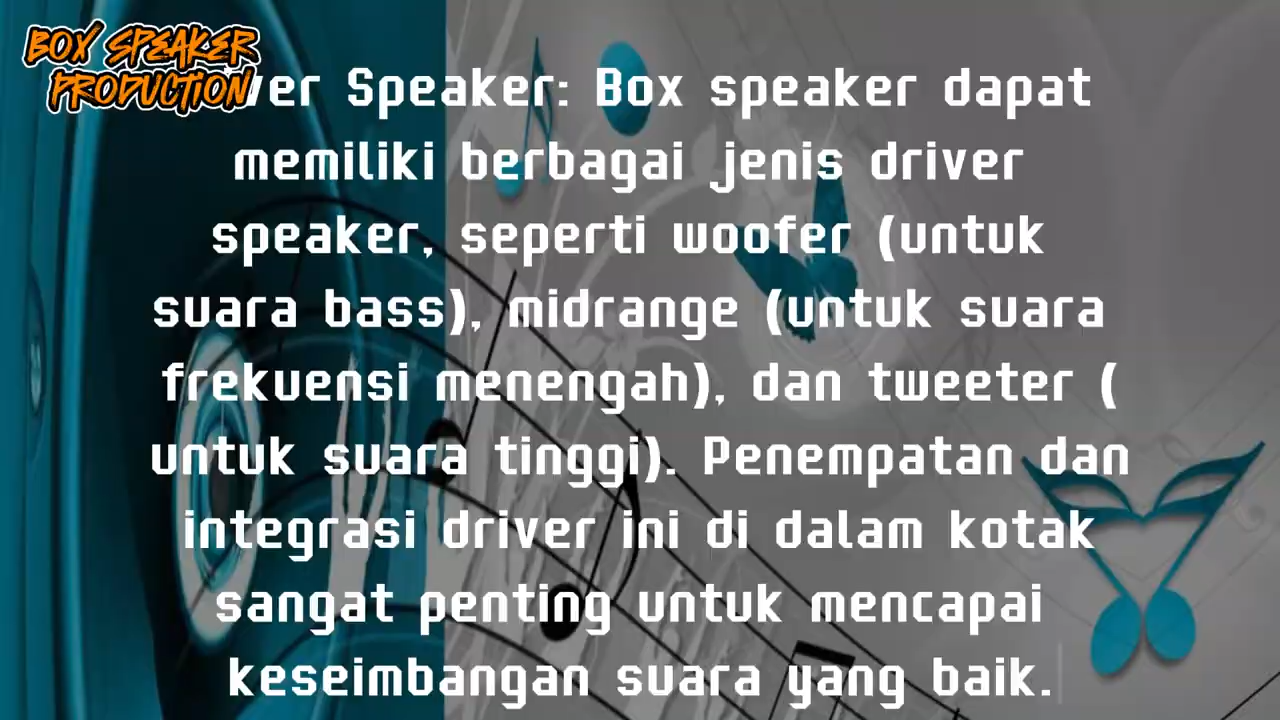 BOX SPEAKER
PRODUCTION
Speaker: Box speaker dapat
memiliki berbagai jenis driver
speaker, seperti woofer (untuk
suara bass), midrange (untuk suara
frekuensi menengah), dan tweeter (
untuk suara tinggi). Penempatan dan
integrasi driver ini di dalam kotak
sangat penting untuk mencapai
keseimbangan suara yang baik.